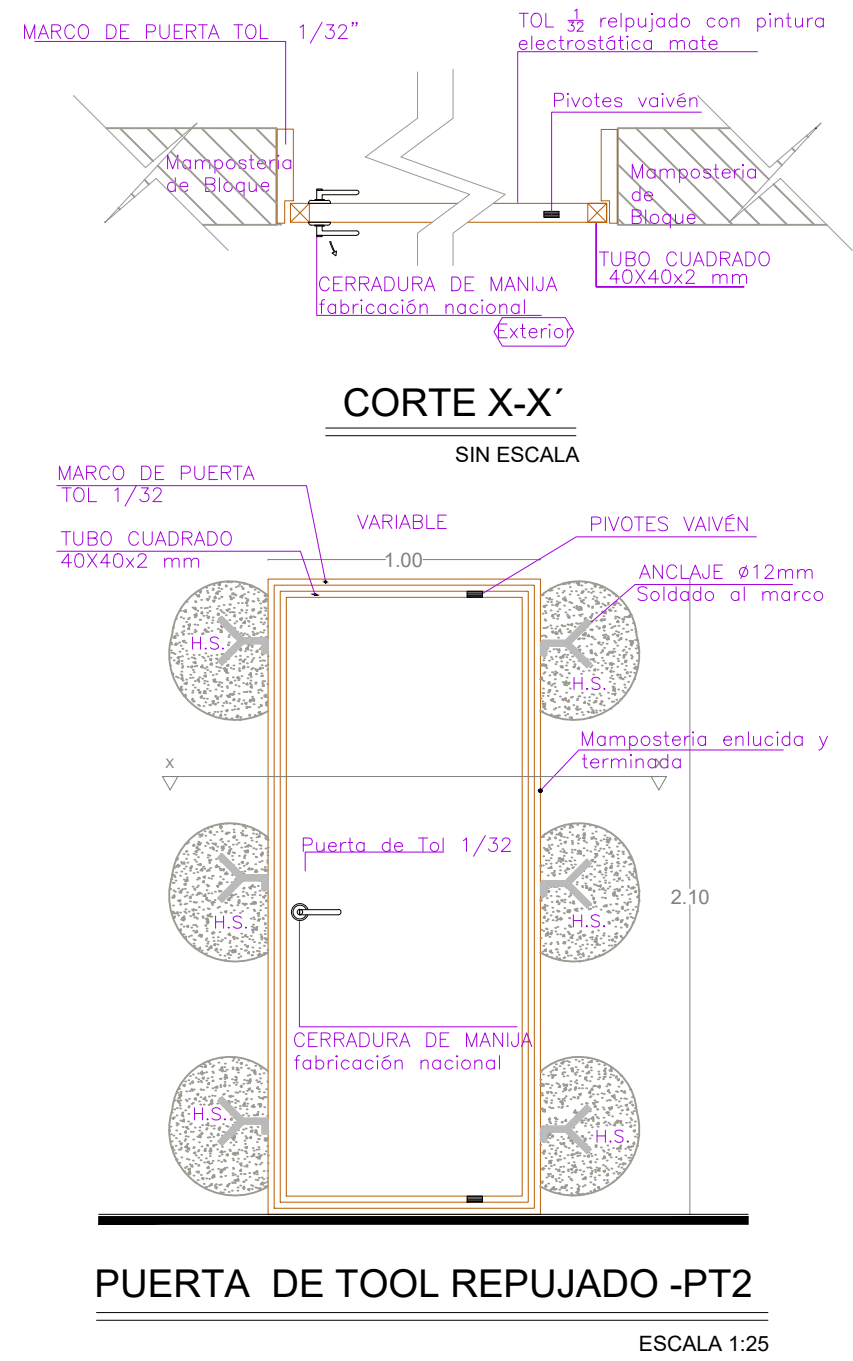 MARCO DE PUERTA TOL 1/32”
TOL 1/32 relpujado con pintura
electrostática mate
Pivotes vaivén
Mamposteria
de Bloque
Mamposteria
de
Bloque
TUBO CUADRADO
40X40x2 mm
CERRADURA DE MANIJA
fabricación nacional
Exterior
CORTE X-X´
SIN ESCALA
MARCO DE PUERTA
TOL 1/32
VARIABLE
PIVOTES VAIVÉN
TUBO CUADRADO
40X40x2 mm
1.00
ANCLAJE ø12mm
Soldado al marco
H.S.
H.S.
Mamposteria enlucida y
terminada
x
x'
Puerta de Tol 1/32
2.10
H.S.
H.S.
CERRADURA DE MANIJA
fabricación nacional
H.S.
H.S.
PUERTA DE TOOL REPUJADO -PT2
ESCALA 1:25